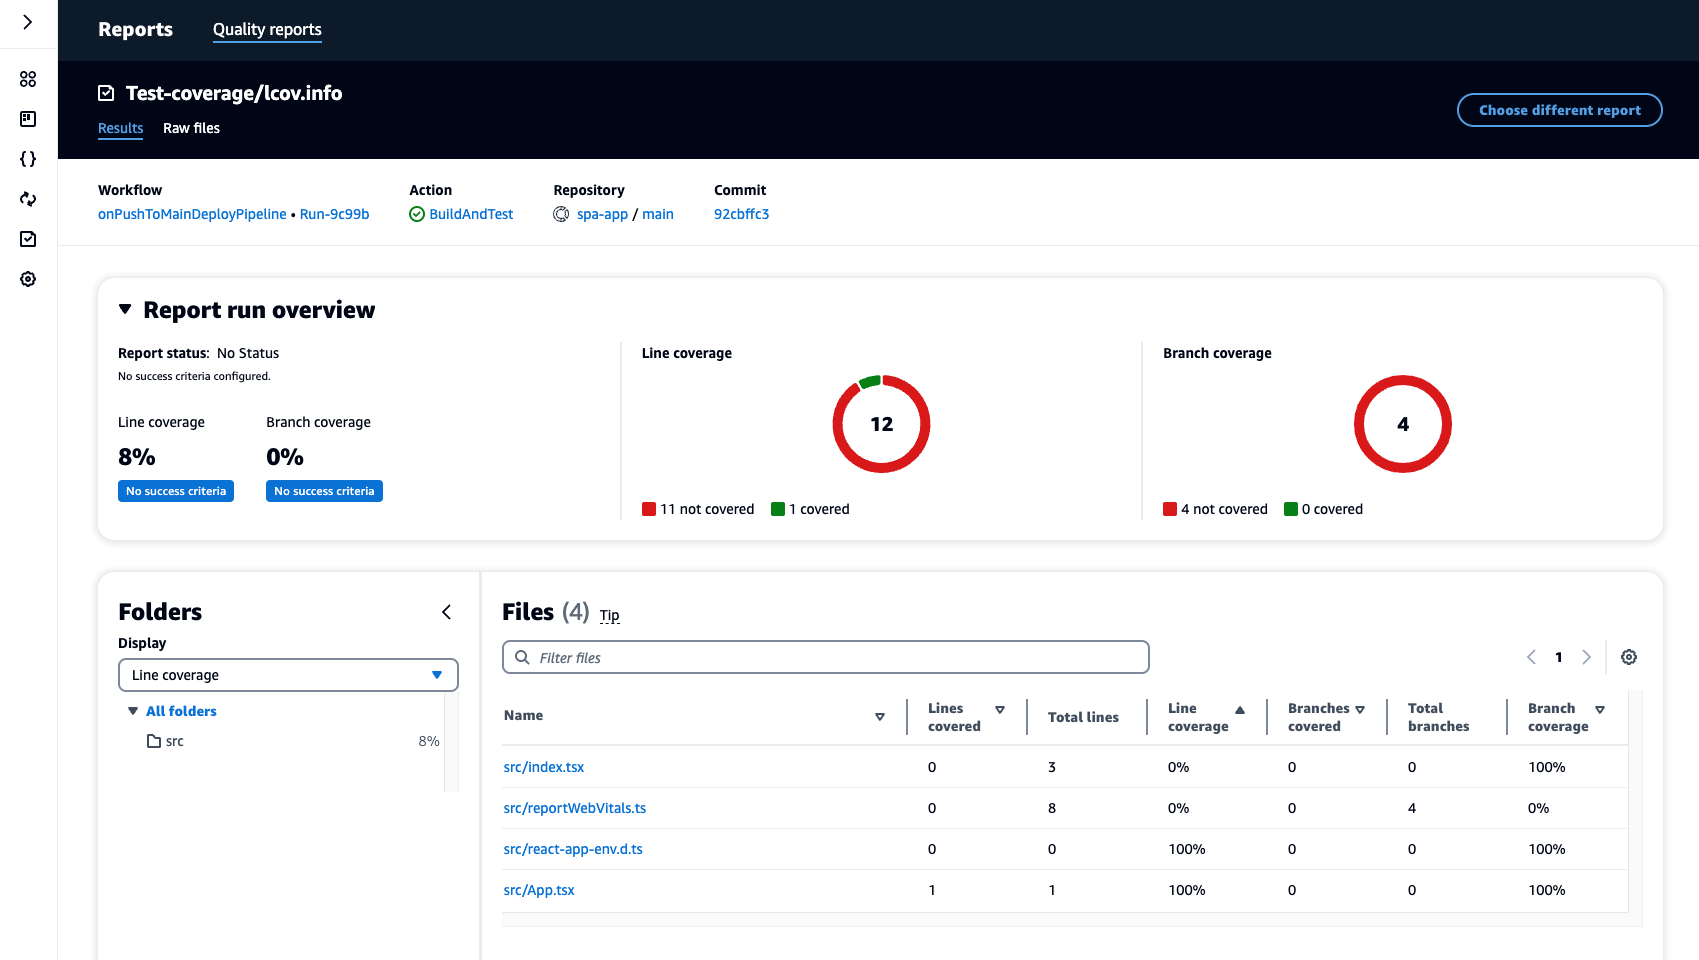 Reports
Quality reports
Test-coverage/lcov.info
Choose different report
Results
Raw files
Workflow
Action
Repository
Commit
onPushToMainDeployPipeline • Run-9c99b
BuildAndTest
spa-app / main
92cbffc3
Report run overview
Report status: No Status
No success criteria configured.
Line coverage
Branch coverage
8%
0%
No success criteria
No success criteria
Line coverage
12
11 not covered
1 covered
Branch coverage
4
4 not covered
0 covered
Folders
Display
Line coverage
All folders
src
8%
Files (4) Tip
Filter files
1
Name
Lines covered
Total lines
Line coverage
Branches covered
Total branches
Branch coverage
src/index.tsx 0 3 0% 0 0 100%
src/reportWebVitals.ts 0 8 0% 0 4 0%
src/react-app-env.d.ts 0 0 100% 0 0 100%
src/App.tsx 1 1 100% 0 0 100%